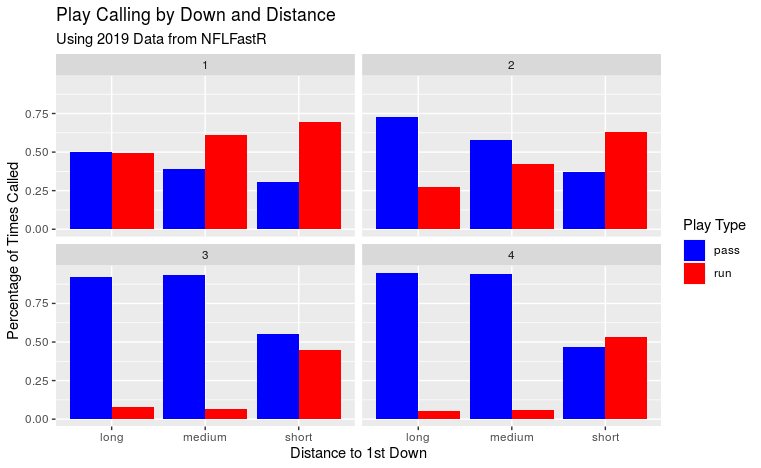 Play Calling by Down and Distance
Using 2019 Data from NFLFastR
1
2
0.75
0.50
0.25
0.00
3
4
0.75
0.50
0.25
0.00
long
medium
short
long
medium
short
Distance to 1st Down
Percentage of Times Called
Play Type
pass
run